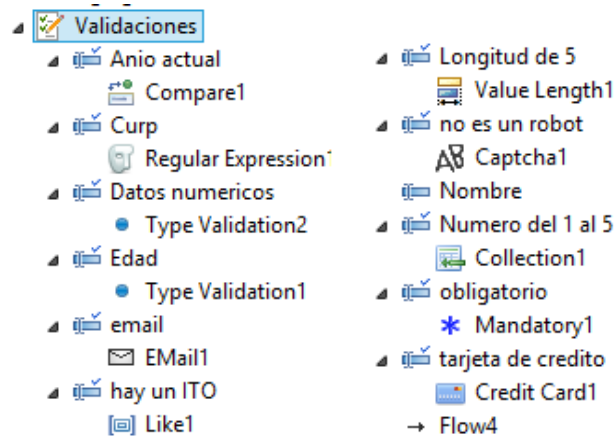 Validaciones
Anio actual
Compare1
Curp
Regular Expression1
Datos numericos
Type Validation2
Edad
Type Validation1
email
EMail1
hay un ITO
Like1
Longitud de 5
Value Length1
no es un robot
Captcha1
Nombre
Numero del 1 al 5
Collection1
obligatorio
Mandatory1
tarjeta de credito
Credit Card1
Flow4